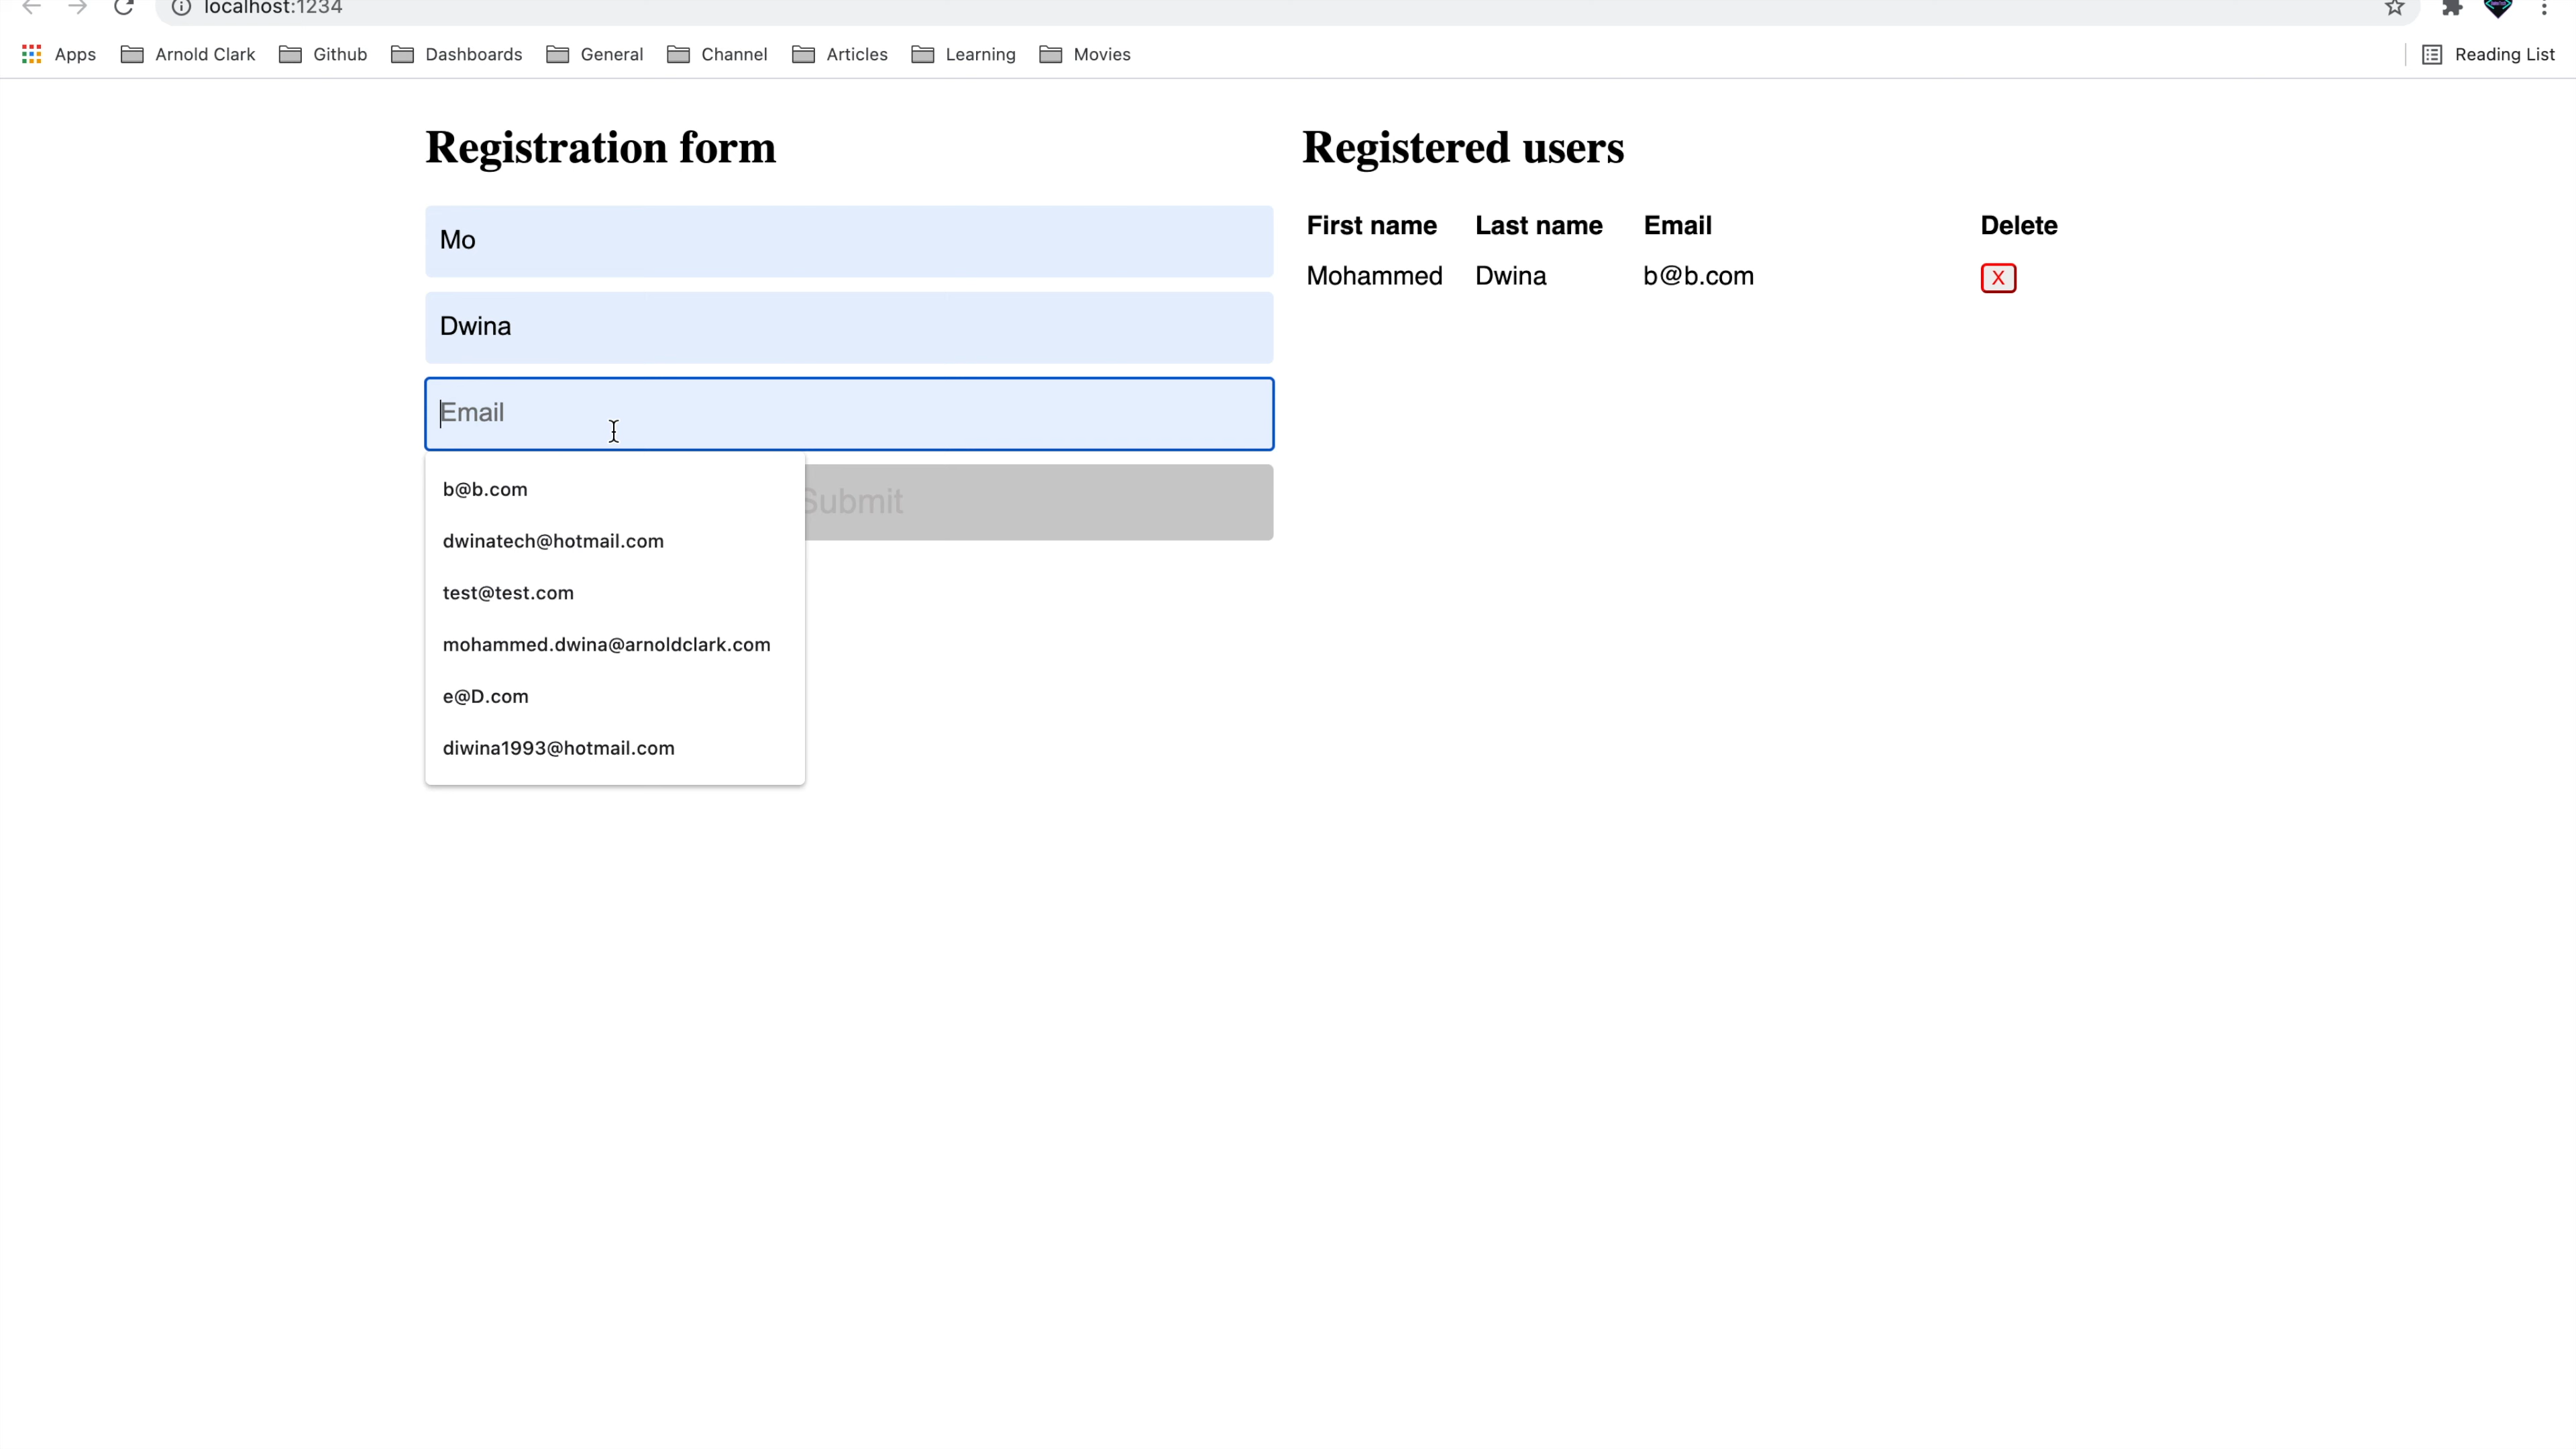 localhost:1234
Apps Arnold Clark Github Dashboards General Channel Articles Learning Movies Reading List
Registration form
Mo
Dwina
Email
b@b.com
dwinatech@hotmail.com
test@test.com
mohammed.dwina@arnoldclark.com
e@D.com
diwina1993@hotmail.com
Submit
Registered users
First name Last name Email Delete
Mohammed Dwina b@b.com X